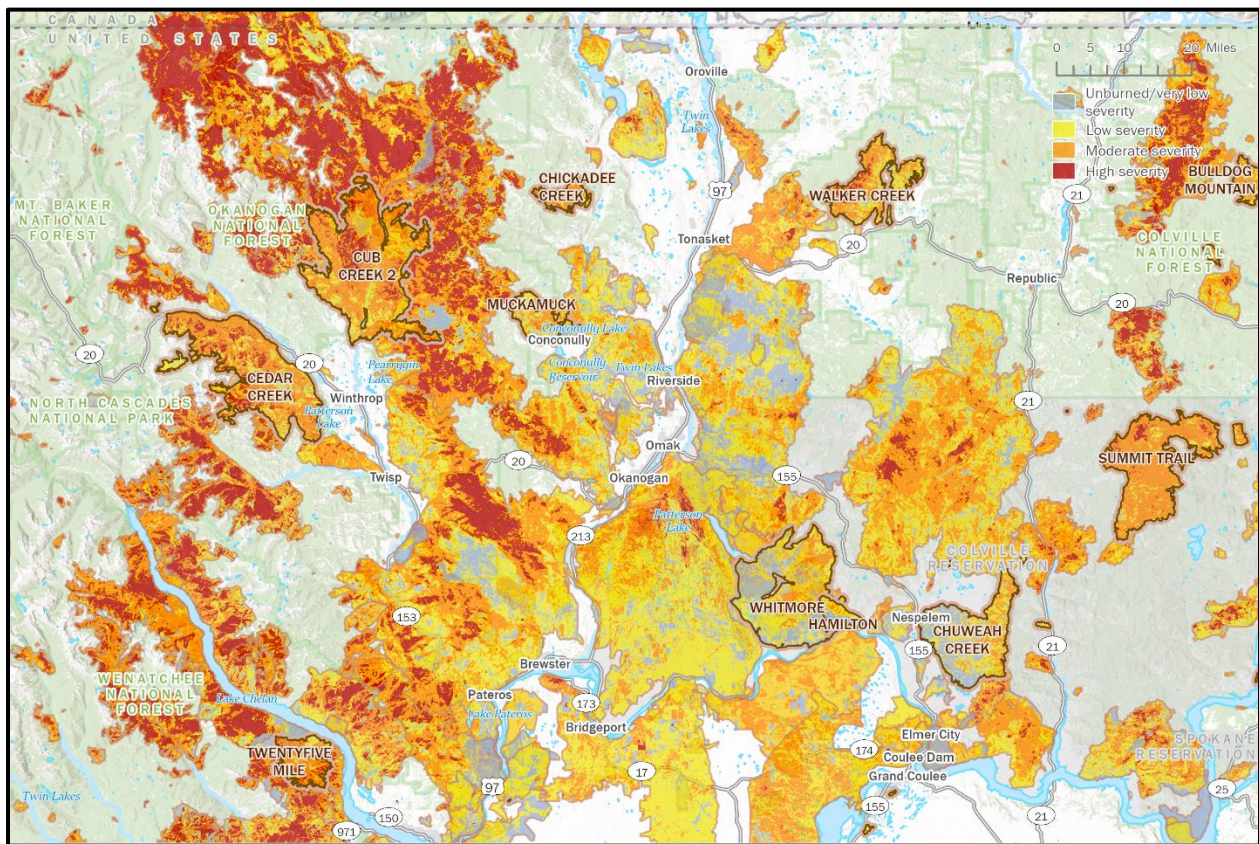 CANADA
UNITED STATES
0 5 10 20 Miles
Unburned/very low
severity
Low severity
Moderate severity
High severity
Oroville
Twin
Lakes
97
21
BULLDOG
MOUNTAIN
CHICKADEE
CREEK
WALKER CREEK
MT. BAKER
NATIONAL
FOREST
OKANOGAN
NATIONAL
FOREST
CUB
CREEK 2
Tonasket
20
COLVILLE
NATIONAL
FOREST
Republic
20
MUCKAMUCK
Conconully Lake
Conconully
Conconully
Reservoir
Twin Lakes
Riverside
20
20
Pearrygin
Lake
CEDAR
CREEK
Winthrop
Patterson
Lake
NORTH CASCADES
NATIONAL PARK
21
Omak
20
Okanogan
Twisp
155
SUMMIT TRAIL
Patterson
Lake
213
COLVILLE
RESERVATION
153
WHITMORE
HAMILTON
Nespelem
CHUWEAH
CREEK
155
21
Brewster
WENATCHEE
NATIONAL
FOREST
Lake Chelan
Pateros
Lake Pateros
173
Bridgeport
Elmer City
SPOKANE
RESERVATION
TWENTYFIVE
MILE
174
Coulee Dam
Grand Coulee
17
97
Twin Lakes
25
155
150
971
21